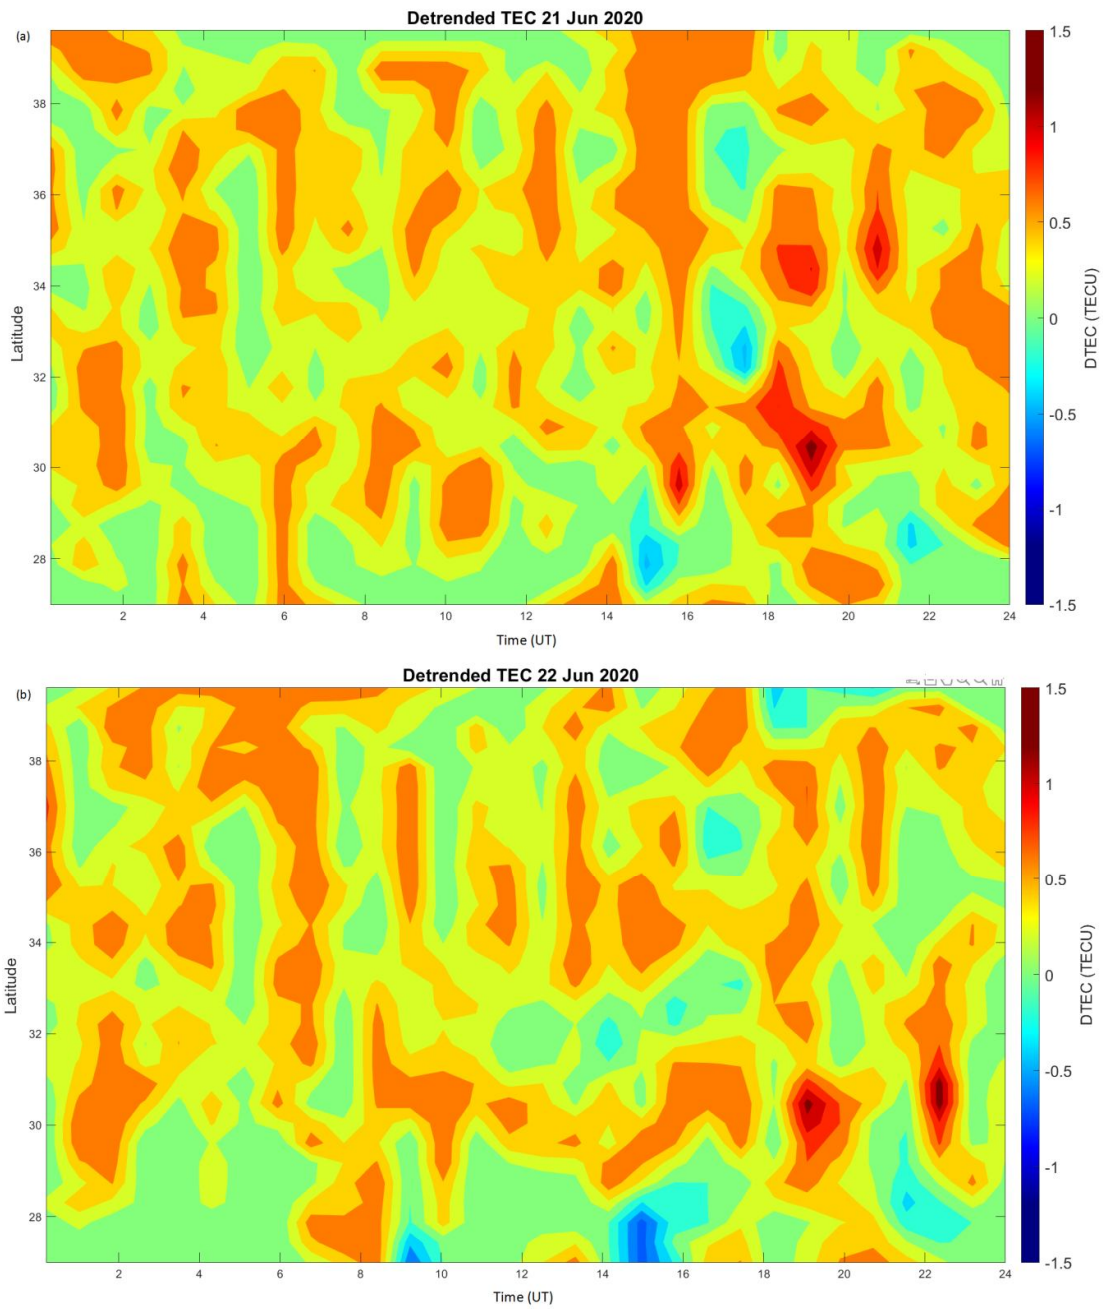 Detrended TEC 21 Jun 2020
(a)
1.5
1
0.5
0
-0.5
-1
-1.5
DTEC (TECU)
38
36
34
32
30
28
Latitude
2 4 6 8 10 12 14 16 18 20 22 24
Time (UT)
Detrended TEC 22 Jun 2020
(b)
1.5
1
0.5
0
-0.5
-1
-1.5
DTEC (TECU)
38
36
34
32
30
28
Latitude
2 4 6 8 10 12 14 16 18 20 22 24
Time (UT)